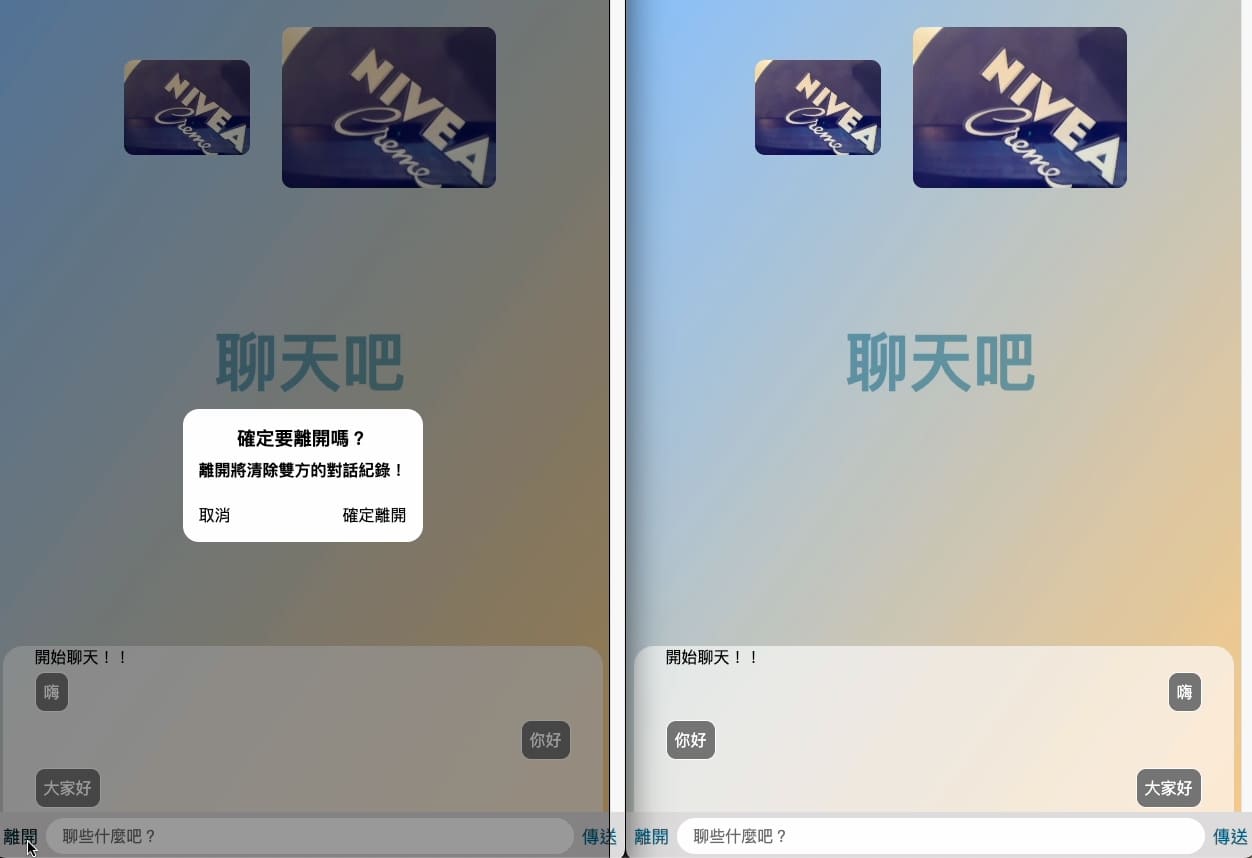 NIVEA
Creme
NIVEA
Creme
聊天吧
確定要離開嗎？
離開將清除雙方的對話紀錄！
取消 確定離開
開始聊天！！
嗨
你好
大家好
離開 聊些什麼吧？ 傳送
NIVEA
Creme
NIVEA
Creme
聊天吧
開始聊天！！
嗨
你好
大家好
離開 聊些什麼吧？ 傳送